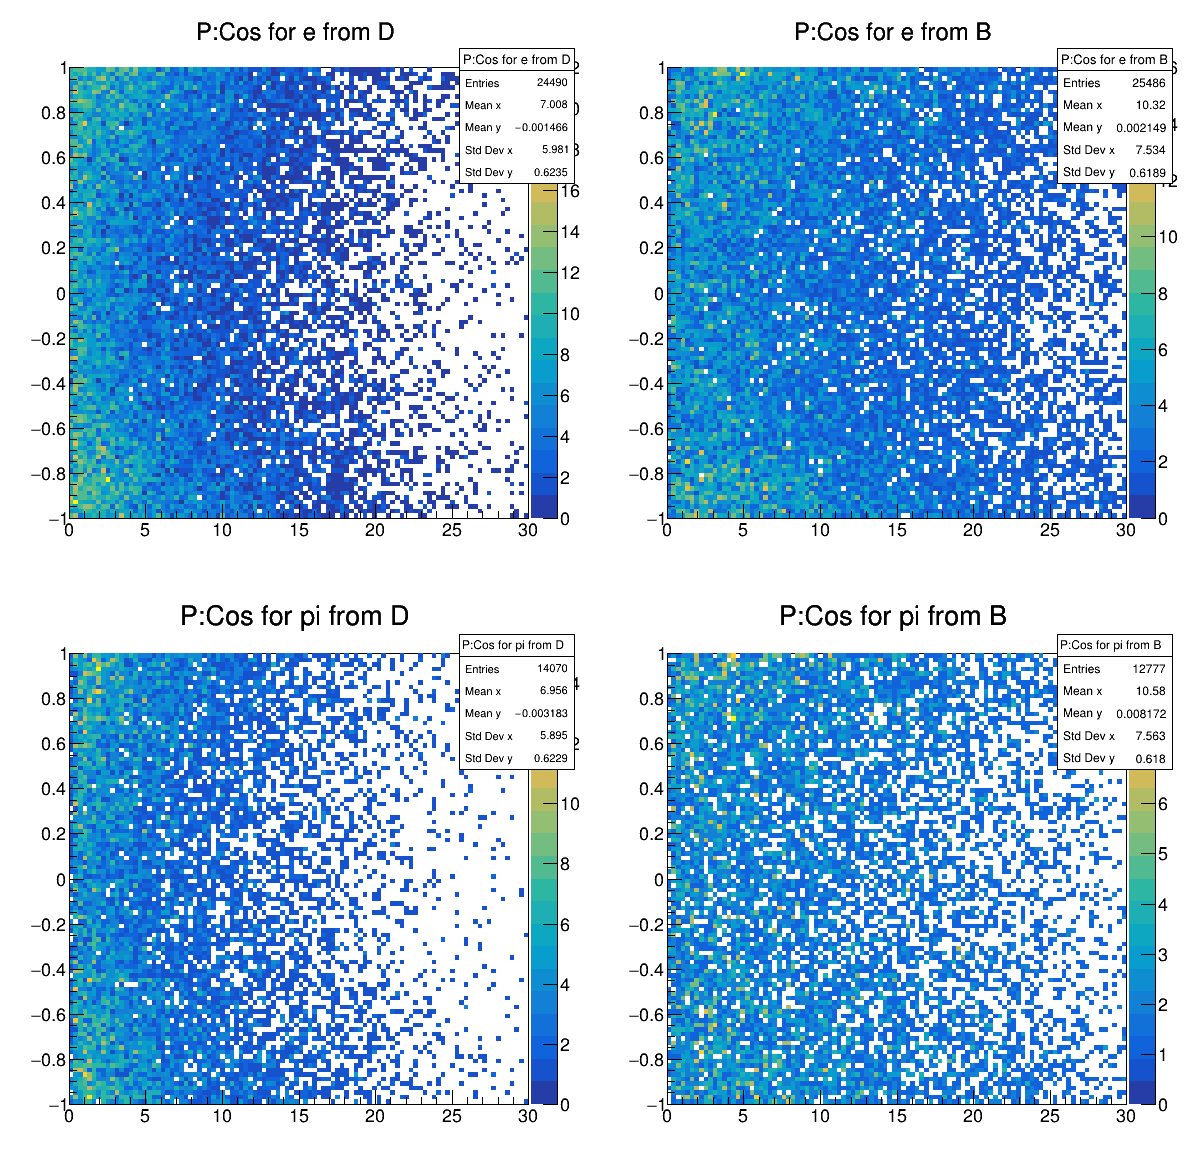 P:Cos for e from D
P:Cos for e from D
Entries 24490
Mean x 7.008
Mean y −0.001466
Std Dev x 5.981
Std Dev y 0.6235
1
0.8
0.6
0.4
0.2
0
−0.2
−0.4
−0.6
−0.8
−1
0 5 10 15 20 25 30
16
14
12
10
8
6
4
2
0
P:Cos for e from B
P:Cos for e from B
Entries 25486
Mean x 10.32
Mean y 0.002149
Std Dev x 7.534
Std Dev y 0.6189
1
0.8
0.6
0.4
0.2
0
−0.2
−0.4
−0.6
−0.8
−1
0 5 10 15 20 25 30
12
10
8
6
4
2
0
P:Cos for pi from D
P:Cos for pi from D
Entries 14070
Mean x 6.956
Mean y −0.003183
Std Dev x 5.895
Std Dev y 0.6229
1
0.8
0.6
0.4
0.2
0
−0.2
−0.4
−0.6
−0.8
−1
0 5 10 15 20 25 30
10
8
6
4
2
0
P:Cos for pi from B
P:Cos for pi from B
Entries 12777
Mean x 10.58
Mean y 0.008172
Std Dev x 7.563
Std Dev y 0.618
1
0.8
0.6
0.4
0.2
0
−0.2
−0.4
−0.6
−0.8
−1
0 5 10 15 20 25 30
6
5
4
3
2
1
0